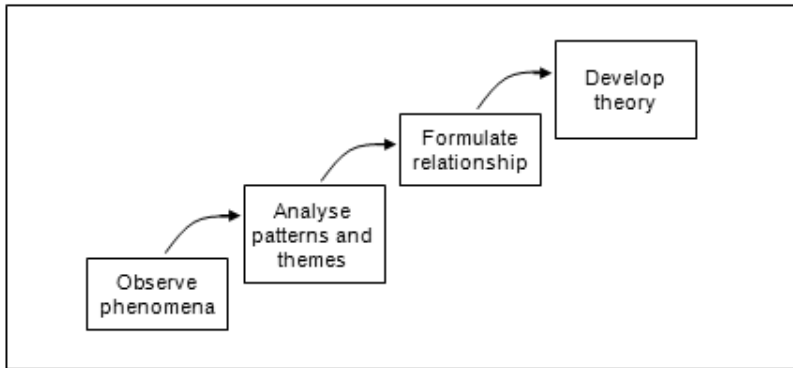 Develop
theory
Formulate
relationship
Analyse
patterns and
themes
Observe
phenomena